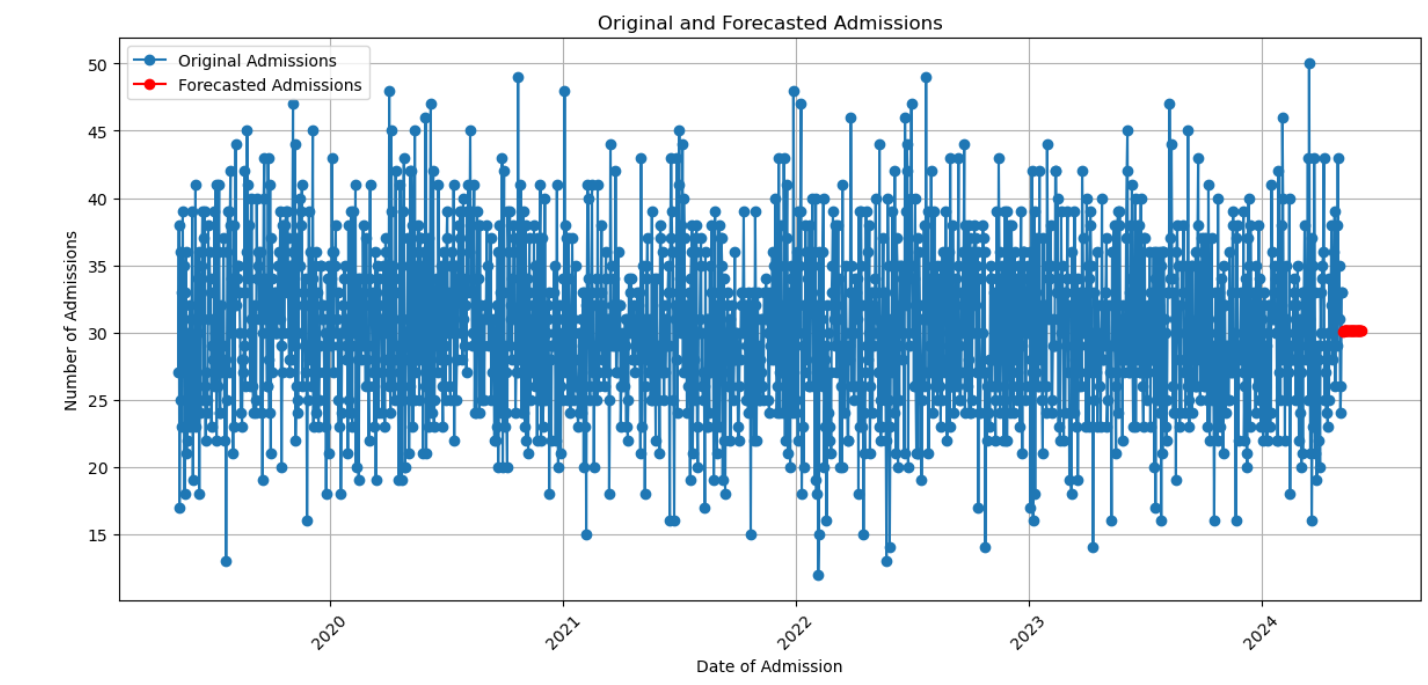 Original and Forecasted Admissions
Original Admissions
Forecasted Admissions
50
45
40
35
30
25
20
15
Number of Admissions
2020
2021
2022
2023
2024
Date of Admission